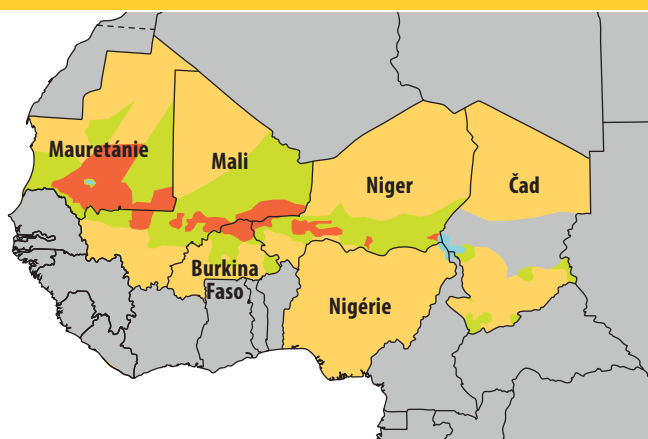 Mauretánie
Mali
Niger
Čad
Burkina
Faso
Nigérie